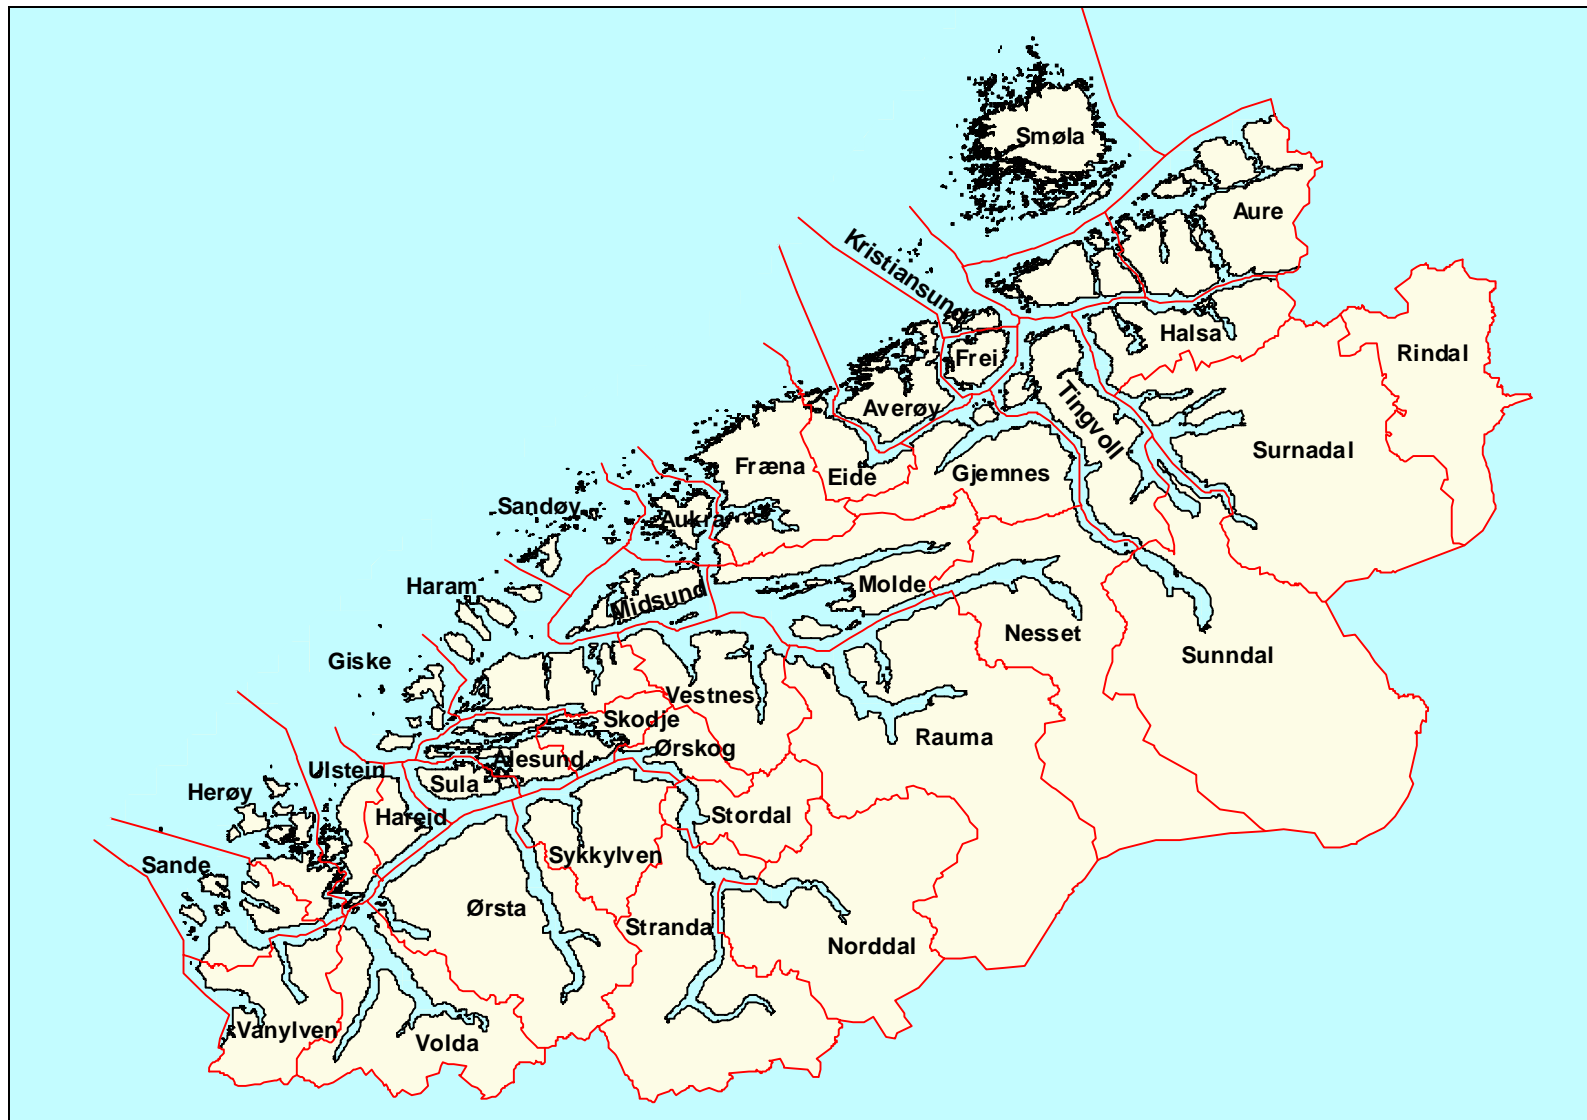 Smøla
Aure
Kristiansund
Halsa
Rindal
Frei
Averøy
Tingvoll
Surnadal
Fræna
Eide
Gjemnes
Sandøy
Aukra
Haram
Midsund
Molde
Nesset
Sunndal
Giske
Vestnes
Skodje
Rauma
Ørskog
Ålesund
Ulstein
Sula
Herøy
Hareid
Stordal
Sykkylven
Sande
Ørsta
Stranda
Norddal
Vanylven
Volda